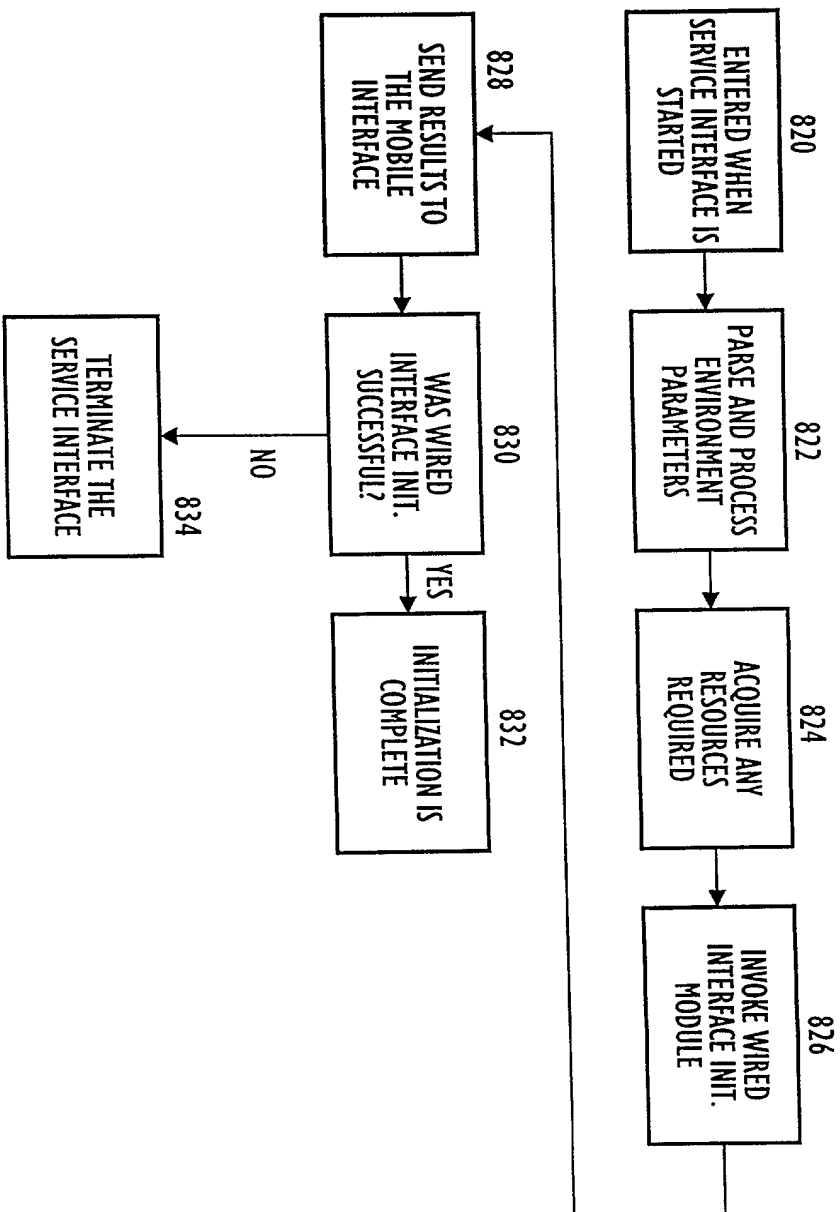 820
ENTERED WHEN
SERVICE INTERFACE IS
STARTED
822
PARSE AND PROCESS
ENVIRONMENT
PARAMETERS
824
ACQUIRE ANY
RESOURCES
REQUIRED
826
INVOKE WIRED
INTERFACE INIT.
MODULE
828
SEND RESULTS TO
THE MOBILE
INTERFACE
830
WAS WIRED
INTERFACE INIT.
SUCCESSFUL?
YES
832
INITIALIZATION IS
COMPLETE
NO
834
TERMINATE THE
SERVICE INTERFACE